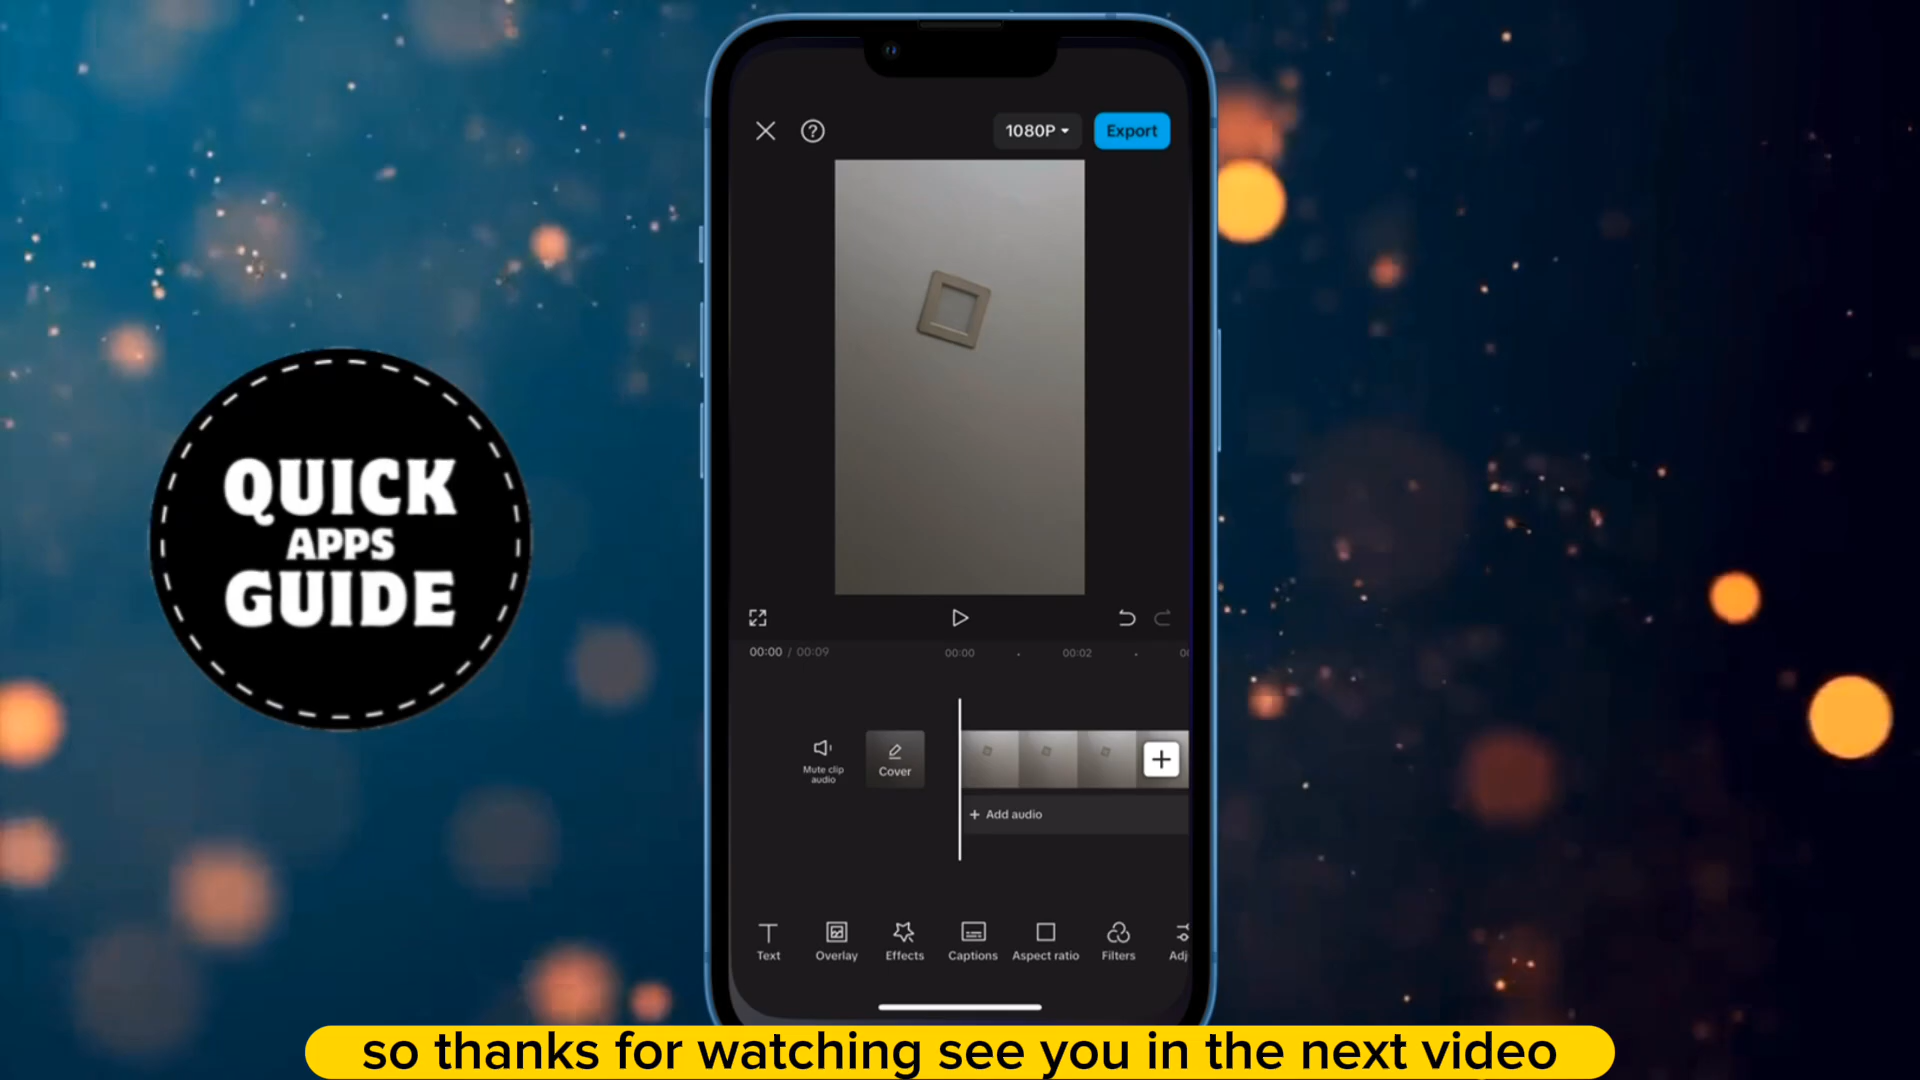 QUICK
APPS
GUIDE
1080P
Export
00:00 / 00:09
00:00
00:02
Mute clip
audio
Cover
+ Add audio
Text
Overlay
Effects
Captions
Aspect ratio
Filters
Adj
so thanks for watching see you in the next video